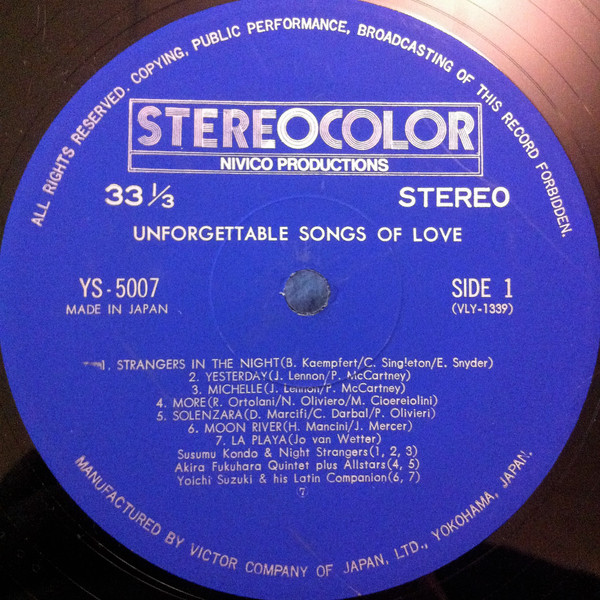 ALL RIGHTS RESERVED. COPYING, PUBLIC PERFORMANCE, BROADCASTING OF THIS RECORD FORBIDDEN.
STEREOCOLOR
NIVICO PRODUCTIONS
33 1/3 STEREO
UNFORGETTABLE SONGS OF LOVE
YS-5007 SIDE 1
MADE IN JAPAN (VLY-1339)
1. STRANGERS IN THE NIGHT(B. Kaempfert/C. Singleton/E. Snyder)
2. YESTERDAY(J. Lennon/P. McCartney)
3. MICHELLE(J. Lennon/P. McCartney)
4. MORE(R. Ortolani/N. Oliviero/M. Cioereiolini)
5. SOLENZARA(D. Marcifi/C. Darbal/P. Olivieri)
6. MOON RIVER(H. Mancini/J. Mercer)
7. LA PLAYA(Jo van Wetter)
Susumu Kondo & Night Strangers(1, 2, 3)
Akira Fukuhara Quintet plus Allstars(4, 5)
Yoichi Suzuki & his Latin Companion(6, 7)
7
MANUFACTURED BY VICTOR COMPANY OF JAPAN, LTD., YOKOHAMA, JAPAN.